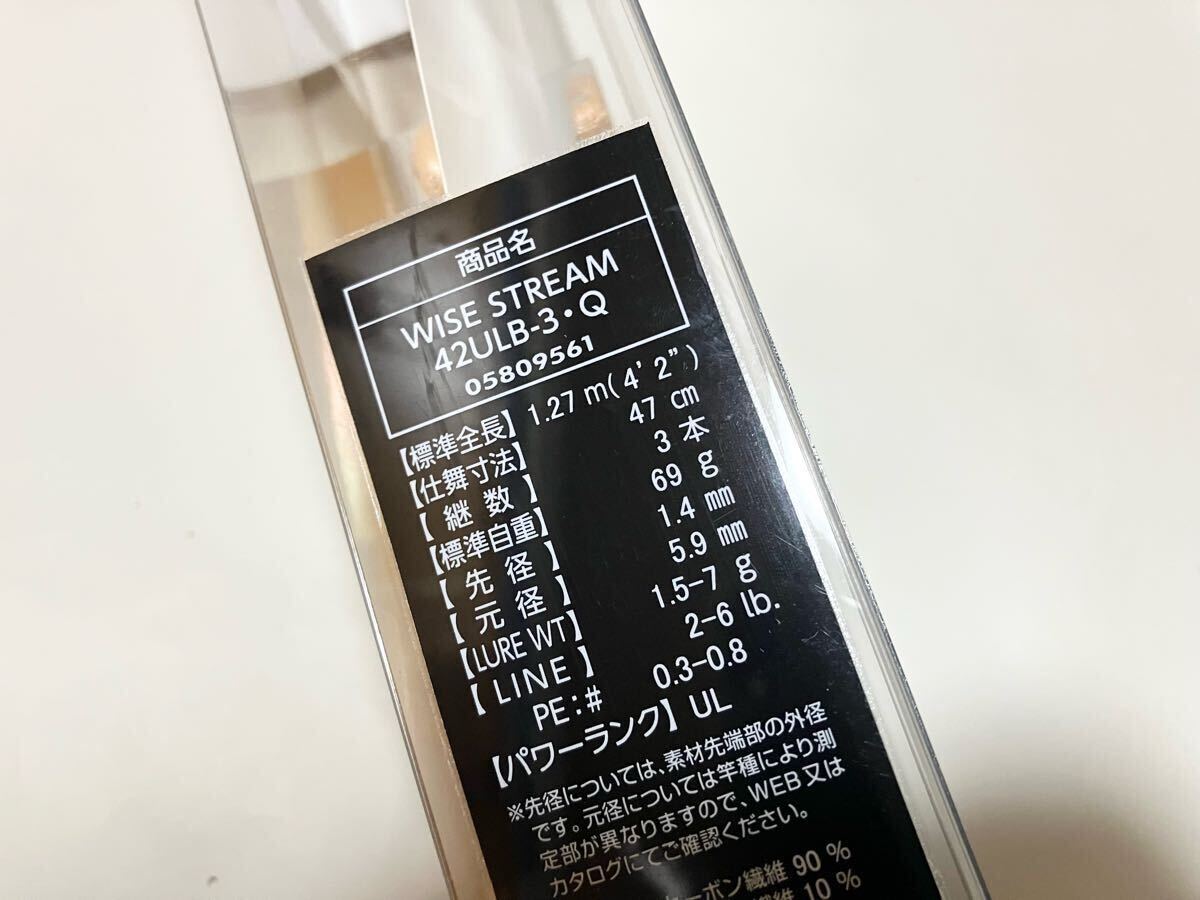 商品名
WISE STREAM
42ULB-3・Q
05809561
【標準全長】 1.27 m(4' 2")
【仕舞寸法】 47 cm
【継数】 3 本
【標準自重】 69 g
【先径】 1.4 mm
【元径】 5.9 mm
【LURE WT】 1.5-7 g
【LINE】 2-6 lb.
PE:# 0.3-0.8
【パワーランク】 UL
※先径については、素材先端部の外径
です。元径については竿種により測
定部が異なりますので、WEB又は
カタログにてご確認ください。
ーボン繊維 90 %
維 10 %